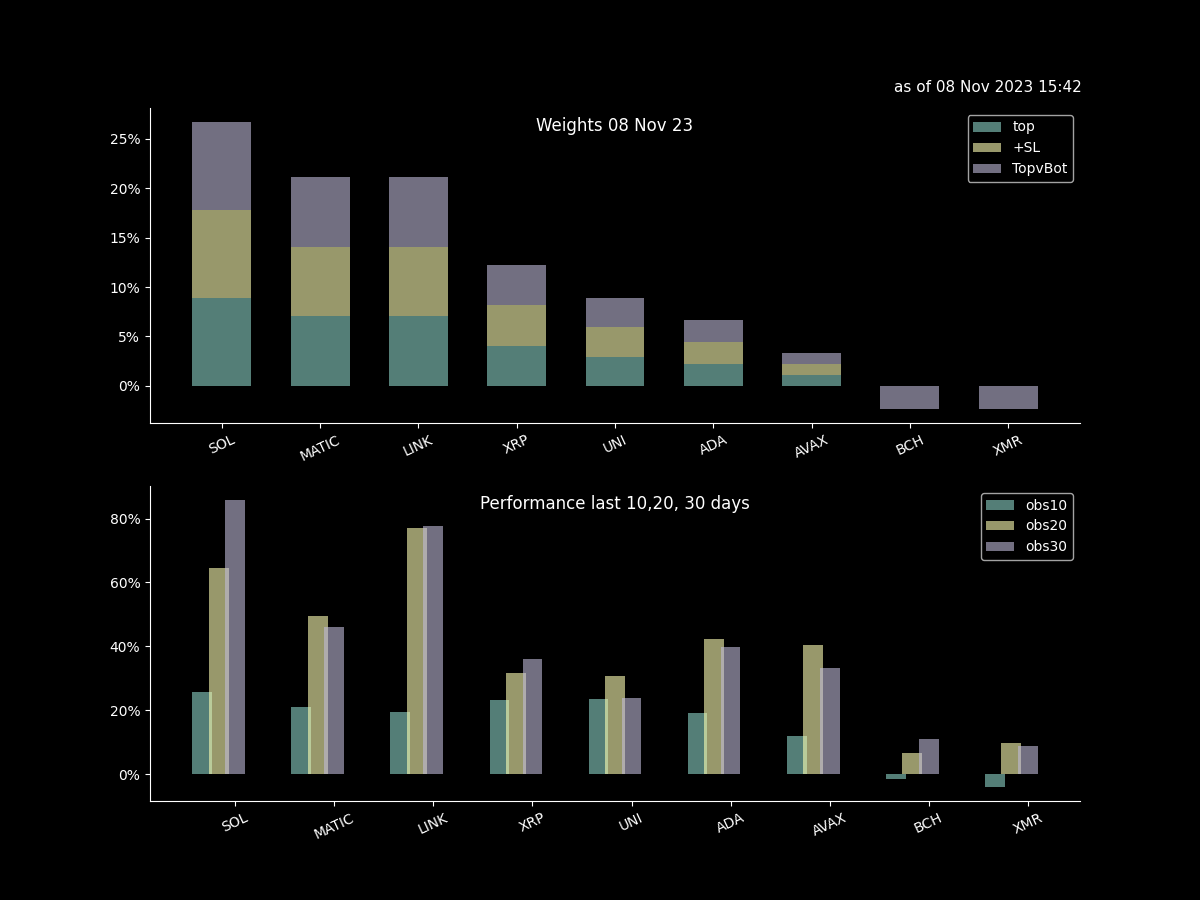 as of 08 Nov 2023 15:42
Weights 08 Nov 23
top
+SL
TopvBot
25%
20%
15%
10%
5%
0%
SOL MATIC LINK XRP UNI ADA AVAX BCH XMR
Performance last 10,20, 30 days
obs10
obs20
obs30
80%
60%
40%
20%
0%
SOL MATIC LINK XRP UNI ADA AVAX BCH XMR